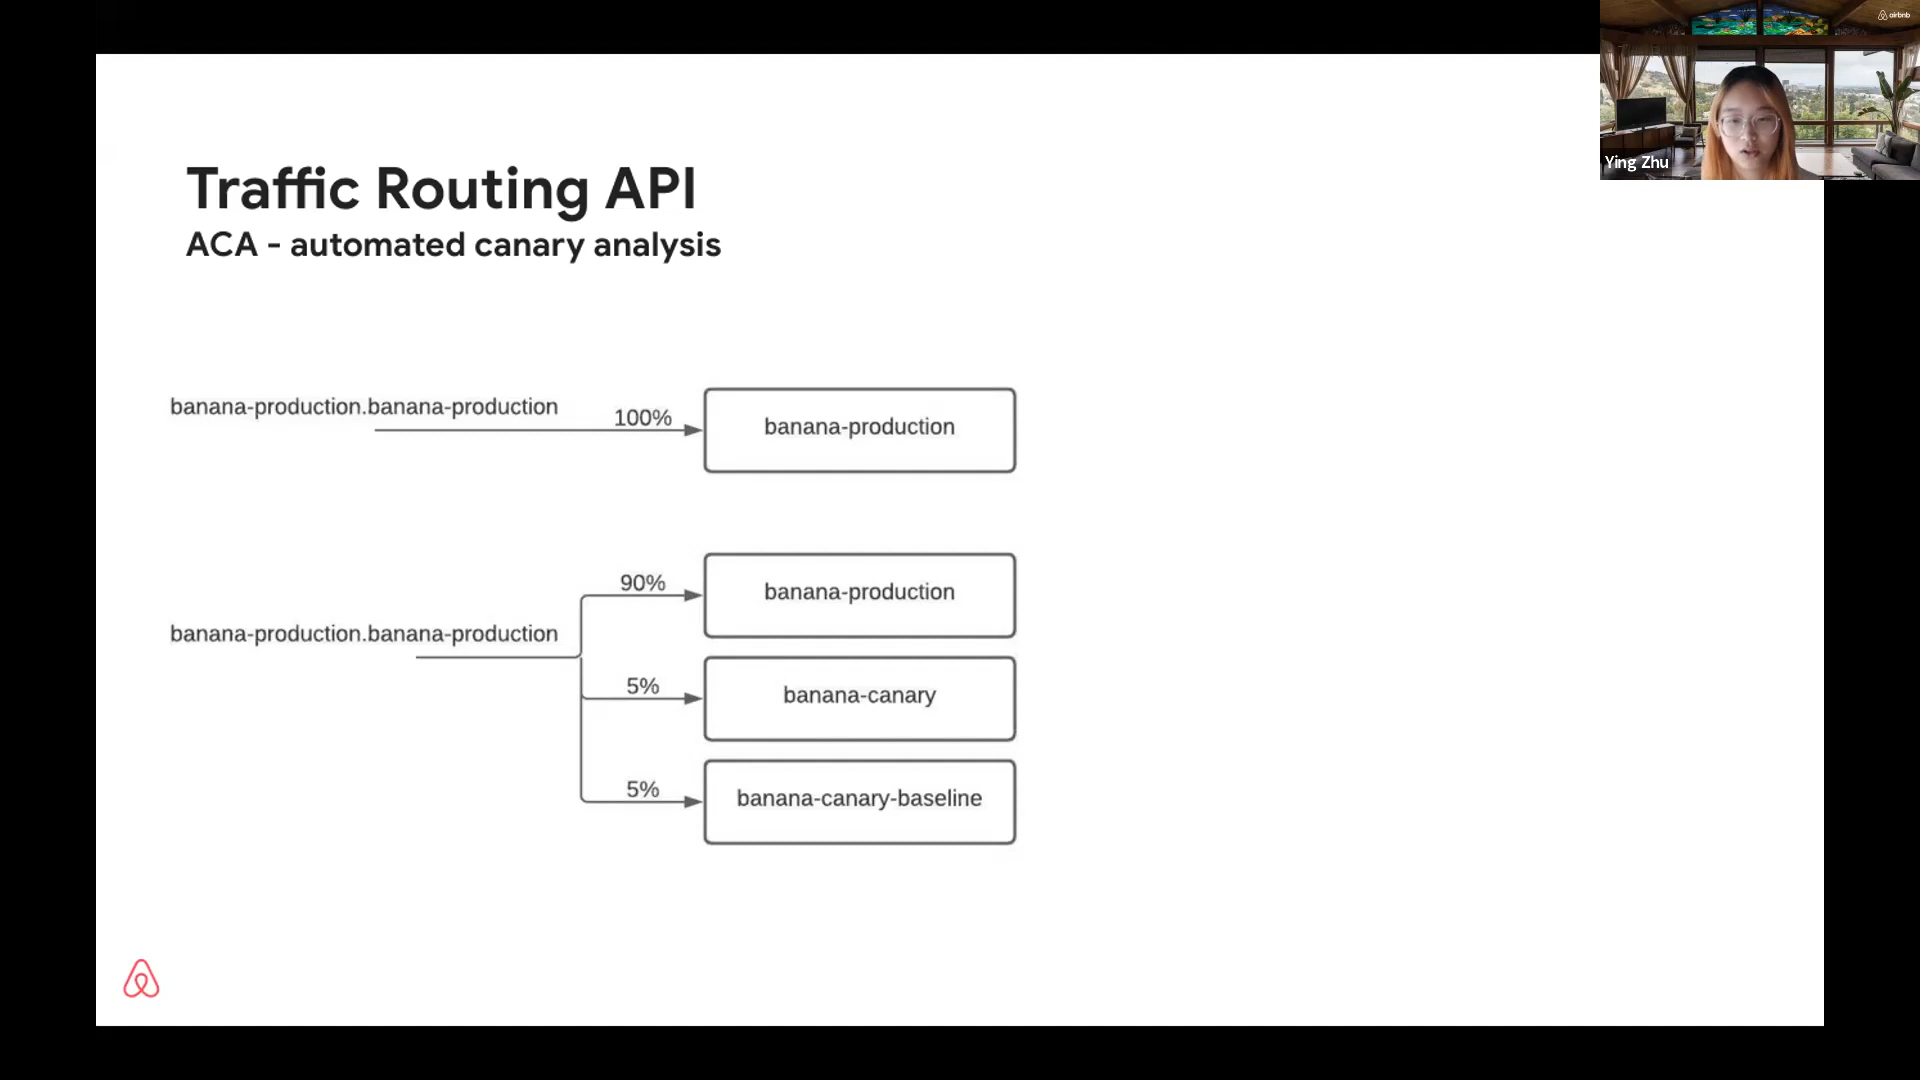 airbnb
Ying Zhu
Traffic Routing API
ACA - automated canary analysis
banana-production.banana-production
100%
banana-production
90%
banana-production
banana-production.banana-production
5%
banana-canary
5%
banana-canary-baseline